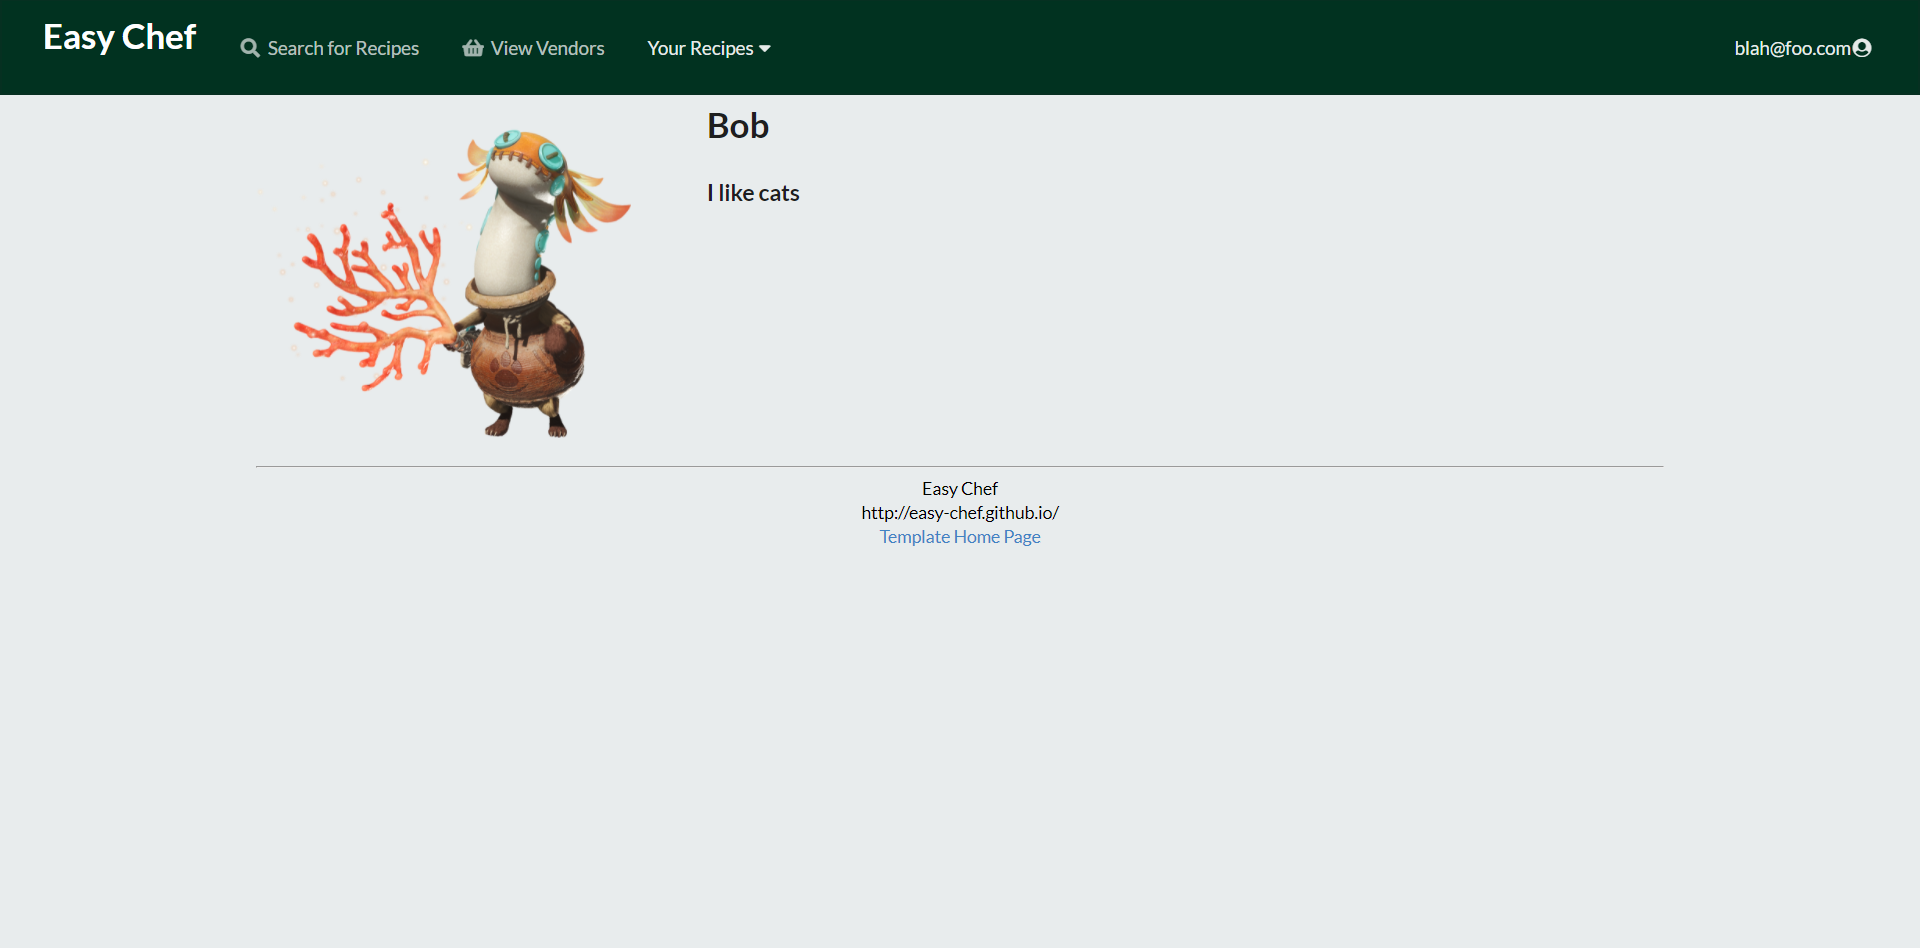 Easy Chef
Search for Recipes
View Vendors
Your Recipes
blah@foo.com
Bob
I like cats
Easy Chef
http://easy-chef.github.io/
Template Home Page